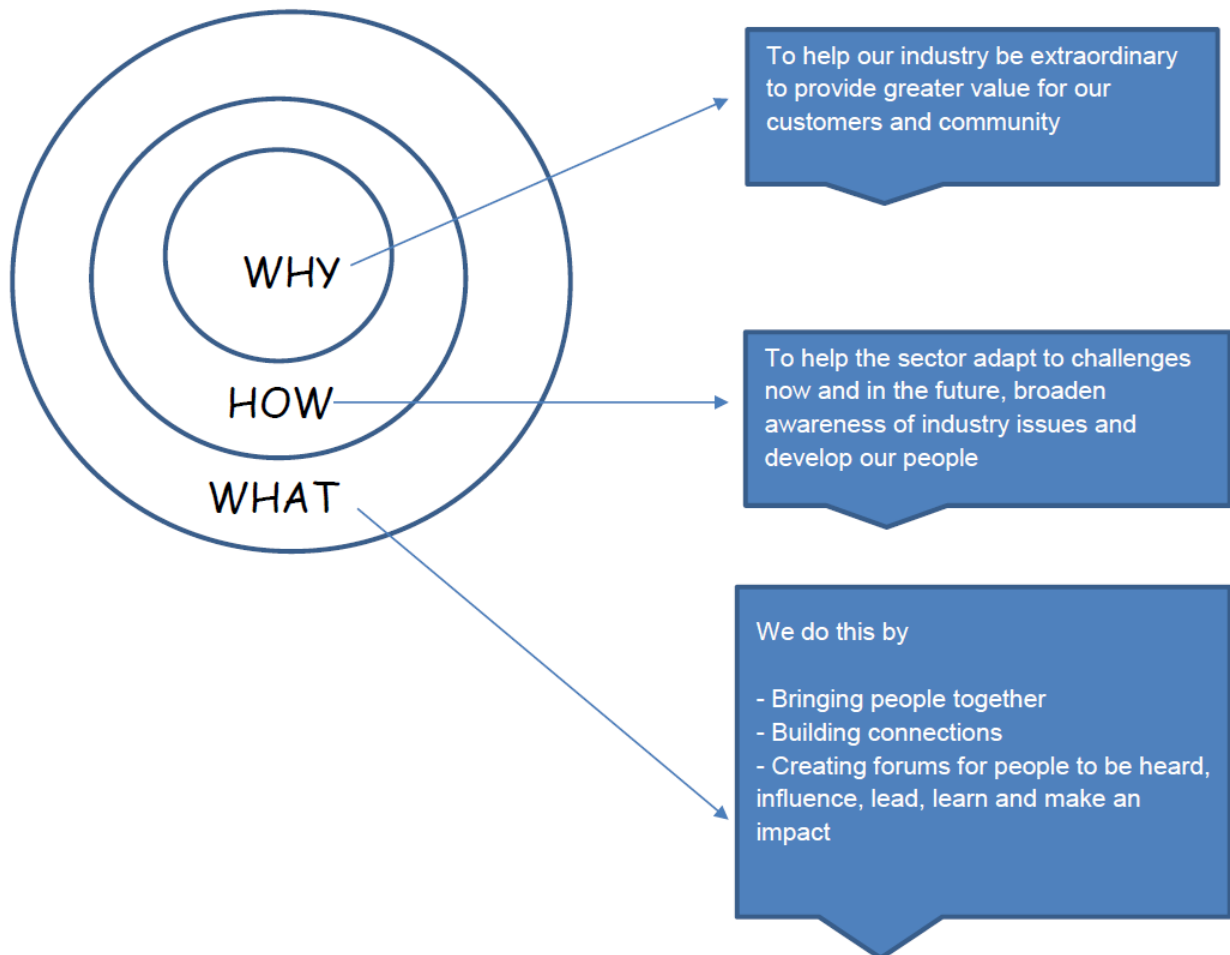 WHY
HOW
WHAT
To help our industry be extraordinary
to provide greater value for our
customers and community
To help the sector adapt to challenges
now and in the future, broaden
awareness of industry issues and
develop our people
We do this by
- Bringing people together
- Building connections
- Creating forums for people to be heard,
influence, lead, learn and make an
impact